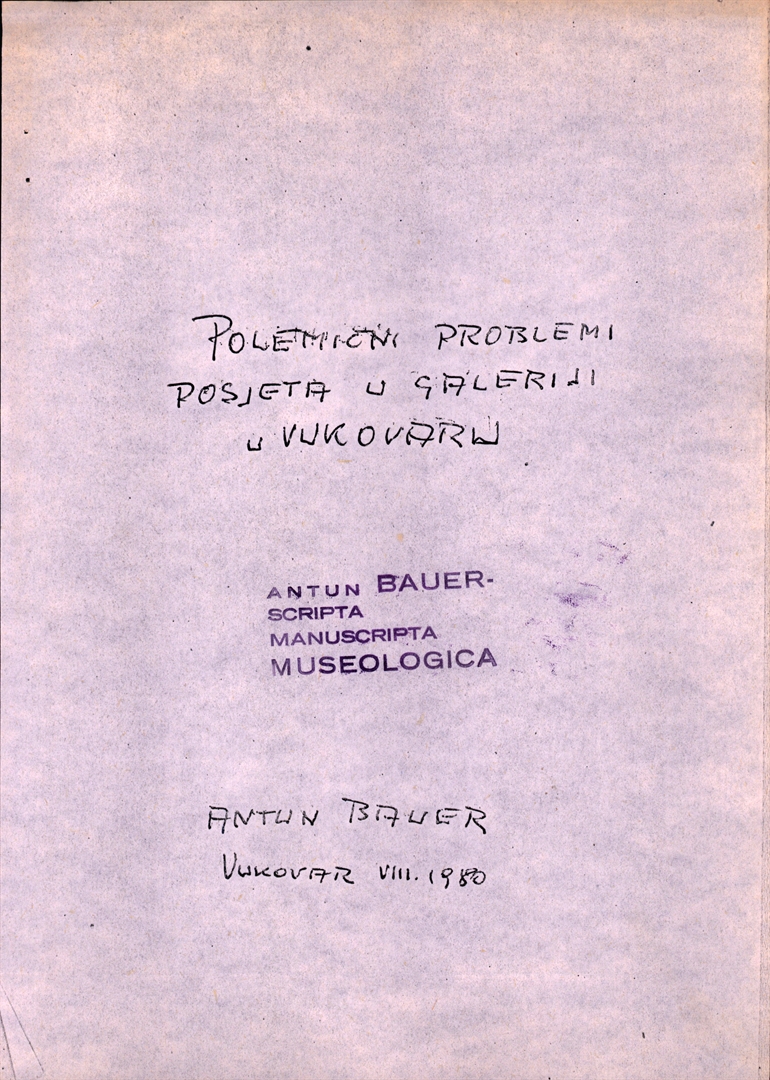 POLEMIČNI PROBLEMI
POSJETA U GALERIJI
U VUKOVARU
ANTUN BAUER-
SCRIPTA
MANUSCRIPTA
MUSEOLOGICA
ANTUN BAUER
VUKOVAR VIII. 1980